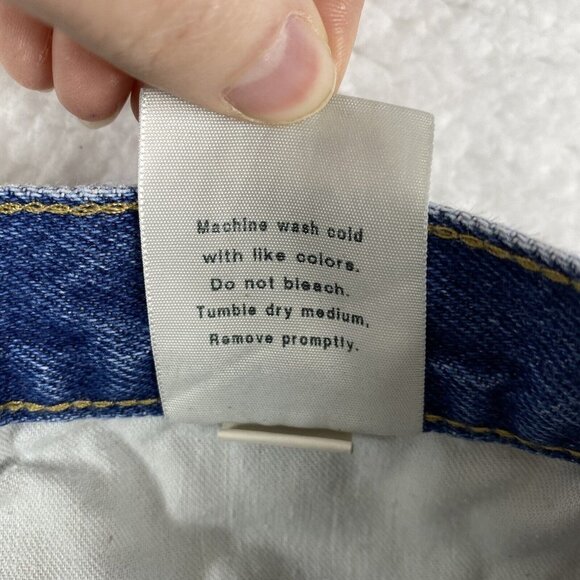 Machine wash cold
with like colors.
Do not bleach.
Tumble dry medium,
Remove promptly.